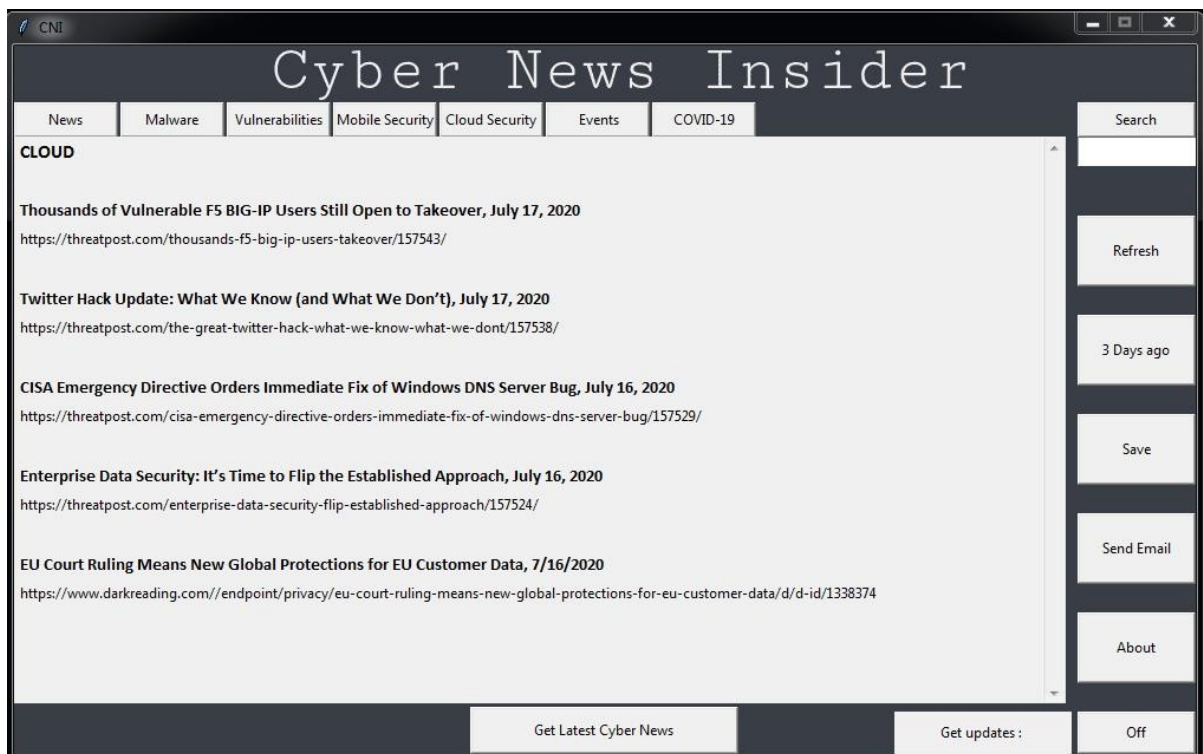 CNI
Cyber News Insider
News Malware Vulnerabilities Mobile Security Cloud Security Events COVID-19 Search
CLOUD
Thousands of Vulnerable F5 BIG-IP Users Still Open to Takeover, July 17, 2020
https://threatpost.com/thousands-f5-big-ip-users-takeover/157543/
Refresh
Twitter Hack Update: What We Know (and What We Don’t), July 17, 2020
https://threatpost.com/the-great-twitter-hack-what-we-know-what-we-dont/157538/
3 Days ago
CISA Emergency Directive Orders Immediate Fix of Windows DNS Server Bug, July 16, 2020
https://threatpost.com/cisa-emergency-directive-orders-immediate-fix-of-windows-dns-server-bug/157529/
Save
Enterprise Data Security: It’s Time to Flip the Established Approach, July 16, 2020
https://threatpost.com/enterprise-data-security-flip-established-approach/157524/
Send Email
EU Court Ruling Means New Global Protections for EU Customer Data, 7/16/2020
https://www.darkreading.com//endpoint/privacy/eu-court-ruling-means-new-global-protections-for-eu-customer-data/d/d-id/1338374
About
Get Latest Cyber News
Get updates :
Off